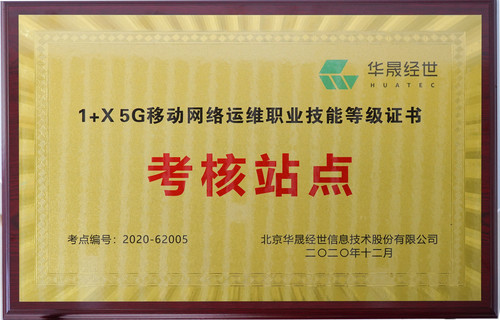 华晟经世
HUATEC
1+X 5G移动网络运维职业技能等级证书
考核站点
考点编号：2020-62005
北京华晟经世信息技术股份有限公司
二〇二〇年十二月